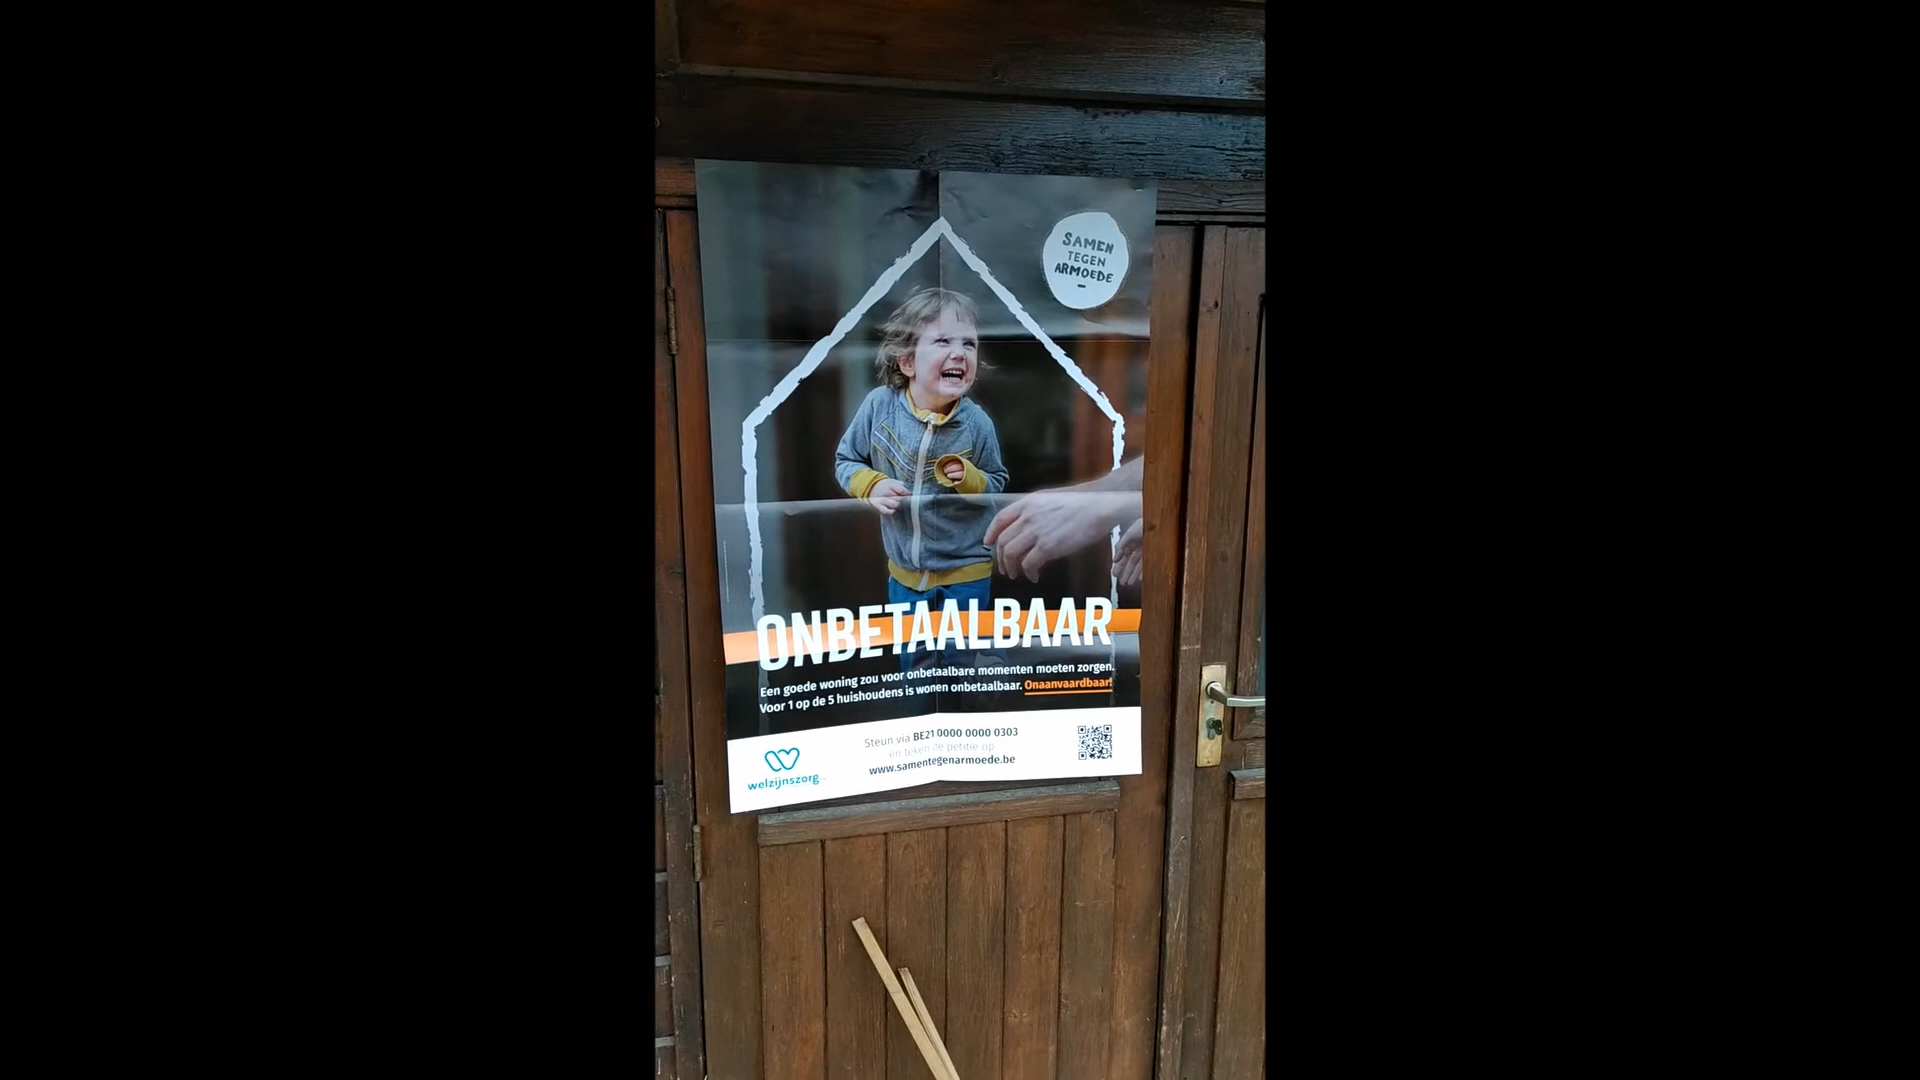 SAMEN
TEGEN
ARMOEDE
ONBETAALBAAR
Een goede woning zou voor onbetaalbare momenten moeten zorgen.
Voor 1 op de 5 huishoudens is wonen onbetaalbaar. Onaanvaardbaar!
Steun via BE21 0000 0000 0303
en teken de petitie op
www.samentegenarmoede.be
welzijnszorg